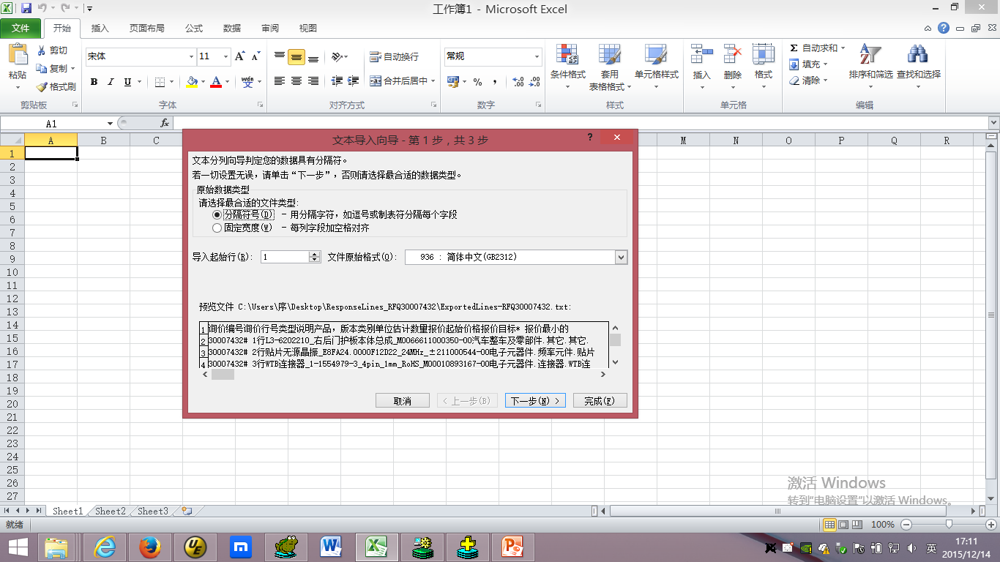 工作簿1 - Microsoft Excel
文件 开始 插入 页面布局 公式 数据 审阅 视图
剪切 宋体 11 自动换行 常规 Σ 自动求和
粘贴 复制 条件格式 套用 单元格样式 插入 删除 格式 填充 排序和筛选 查找和选择
格式刷 B I U 合并后居中 % 表格格式 清除
剪贴板 字体 对齐方式 数字 样式 单元格 编辑
A1 fx
A B C M N O P Q R
文本导入向导 - 第 1 步，共 3 步
文本分列向导判定您的数据具有分隔符。
若一切设置无误，请单击“下一步”，否则请选择最合适的数据类型。
原始数据类型
请选择最合适的文件类型:
分隔符号(D) - 用分隔字符，如逗号或制表符分隔每个字段
固定宽度(W) - 每列字段加空格对齐
导入起始行(R): 1 文件原始格式(O): 936 : 简体中文(GB2312)
预览文件 C:\Users\序\Desktop\ResponseLines_RFQ30007432\ExportedLines-RFQ30007432.txt:
1 询价编号询价行号类型说明产品，版本类别单位估计数量报价起始价格报价目标* 报价最小的
2 30007432# 1行L3-6202210_右后门护板本体总成_M0066611000350-00汽车整车及零部件.其它.其它.
3 30007432# 2行贴片无源晶振_E8FA24.0000F12D22_24MHz_±211000544-00电子元器件.频率元件.贴片
4 30007432# 3行WTB连接器_1-1554979-3_4pin_1mm_RoHS_M00010893167-00电子元器件.连接器.WTB连
取消 < 上一步(B) 下一步(N) > 完成(F)
1
2
3
4
5
6
7
8
9
10
11
12
13
14
15
16
17
18
19
20
21
22
23
24
25
26
27
激活 Windows
转到“电脑设置”以激活 Windows。
Sheet1 Sheet2 Sheet3
就绪 100%
英 17:11
2015/12/14